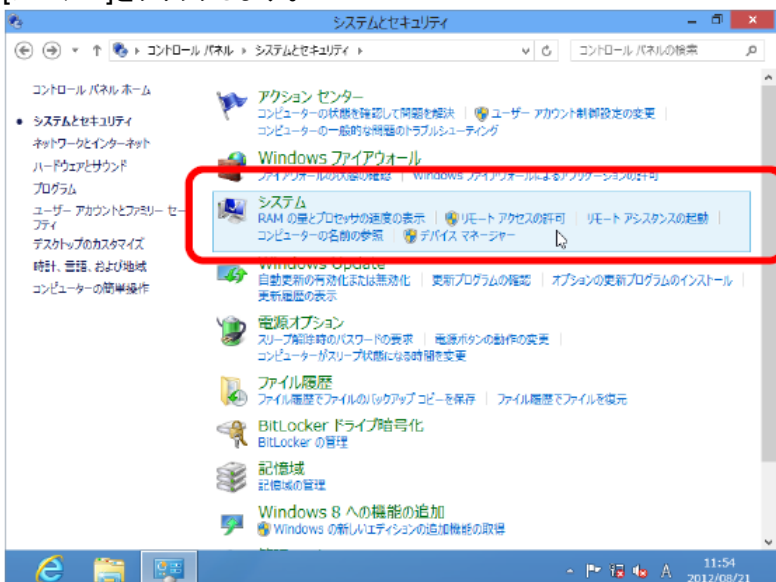 システムとセキュリティ
コントロール パネル システムとセキュリティ コントロール パネルの検索
コントロール パネル ホーム
システムとセキュリティ
ネットワークとインターネット
ハードウェアとサウンド
プログラム
ユーザー アカウントとファミリー セー
フティ
デスクトップのカスタマイズ
時計、言語、および地域
コンピューターの簡単操作
アクション センター
コンピューターの状態を確認して問題を解決 ユーザー アカウント制御設定の変更
コンピューターの一般的な問題のトラブルシューティング
Windows ファイアウォール
ファイアウォールの状態の確認 Windows ファイアウォールによるアプリケーションの許可
システム
RAM の量とプロセッサの速度の表示 リモート アクセスの許可 リモート アシスタンスの起動
コンピューターの名前の参照 デバイス マネージャー
Windows Update
自動更新の有効化または無効化 更新プログラムの確認 オプションの更新プログラムのインストール
更新履歴の表示
電源オプション
スリープ解除時のパスワードの要求 電源ボタンの動作の変更
コンピューターがスリープ状態になる時間を変更
ファイル履歴
ファイル履歴でファイルのバックアップ コピーを保存 ファイル履歴でファイルを復元
BitLocker ドライブ暗号化
BitLocker の管理
記憶域
記憶域の管理
Windows 8 への機能の追加
Windows の新しいエディションの追加機能の取得
A 11:54
2012/08/21